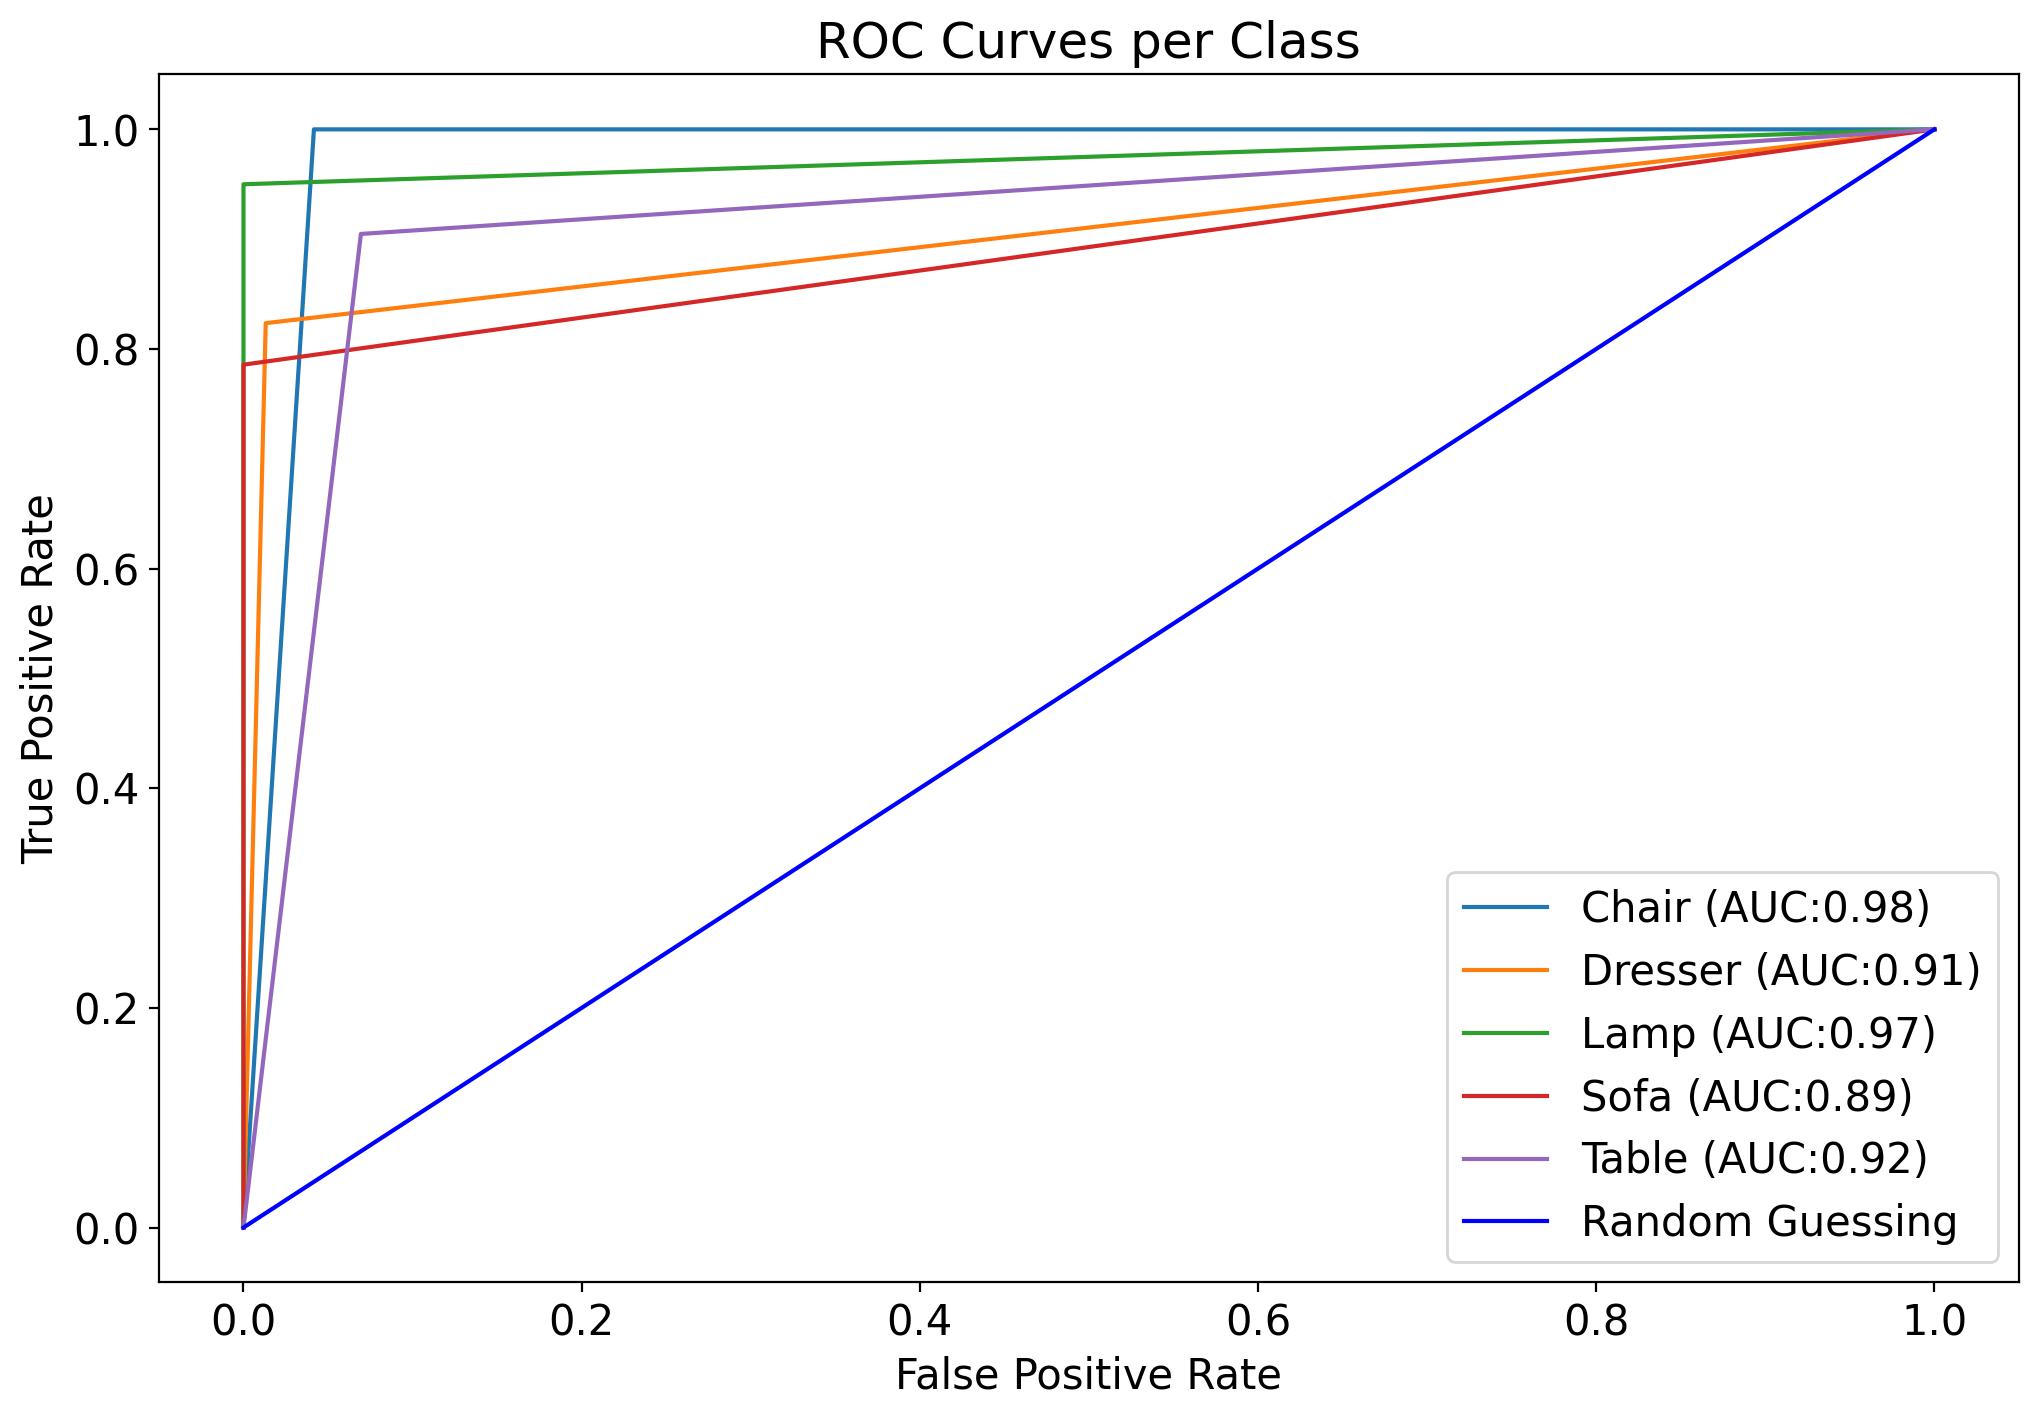 ROC Curves per Class
1.0
0.8
0.6
0.4
0.2
0.0
True Positive Rate
Chair (AUC:0.98)
Dresser (AUC:0.91)
Lamp (AUC:0.97)
Sofa (AUC:0.89)
Table (AUC:0.92)
Random Guessing
0.0 0.2 0.4 0.6 0.8 1.0
False Positive Rate